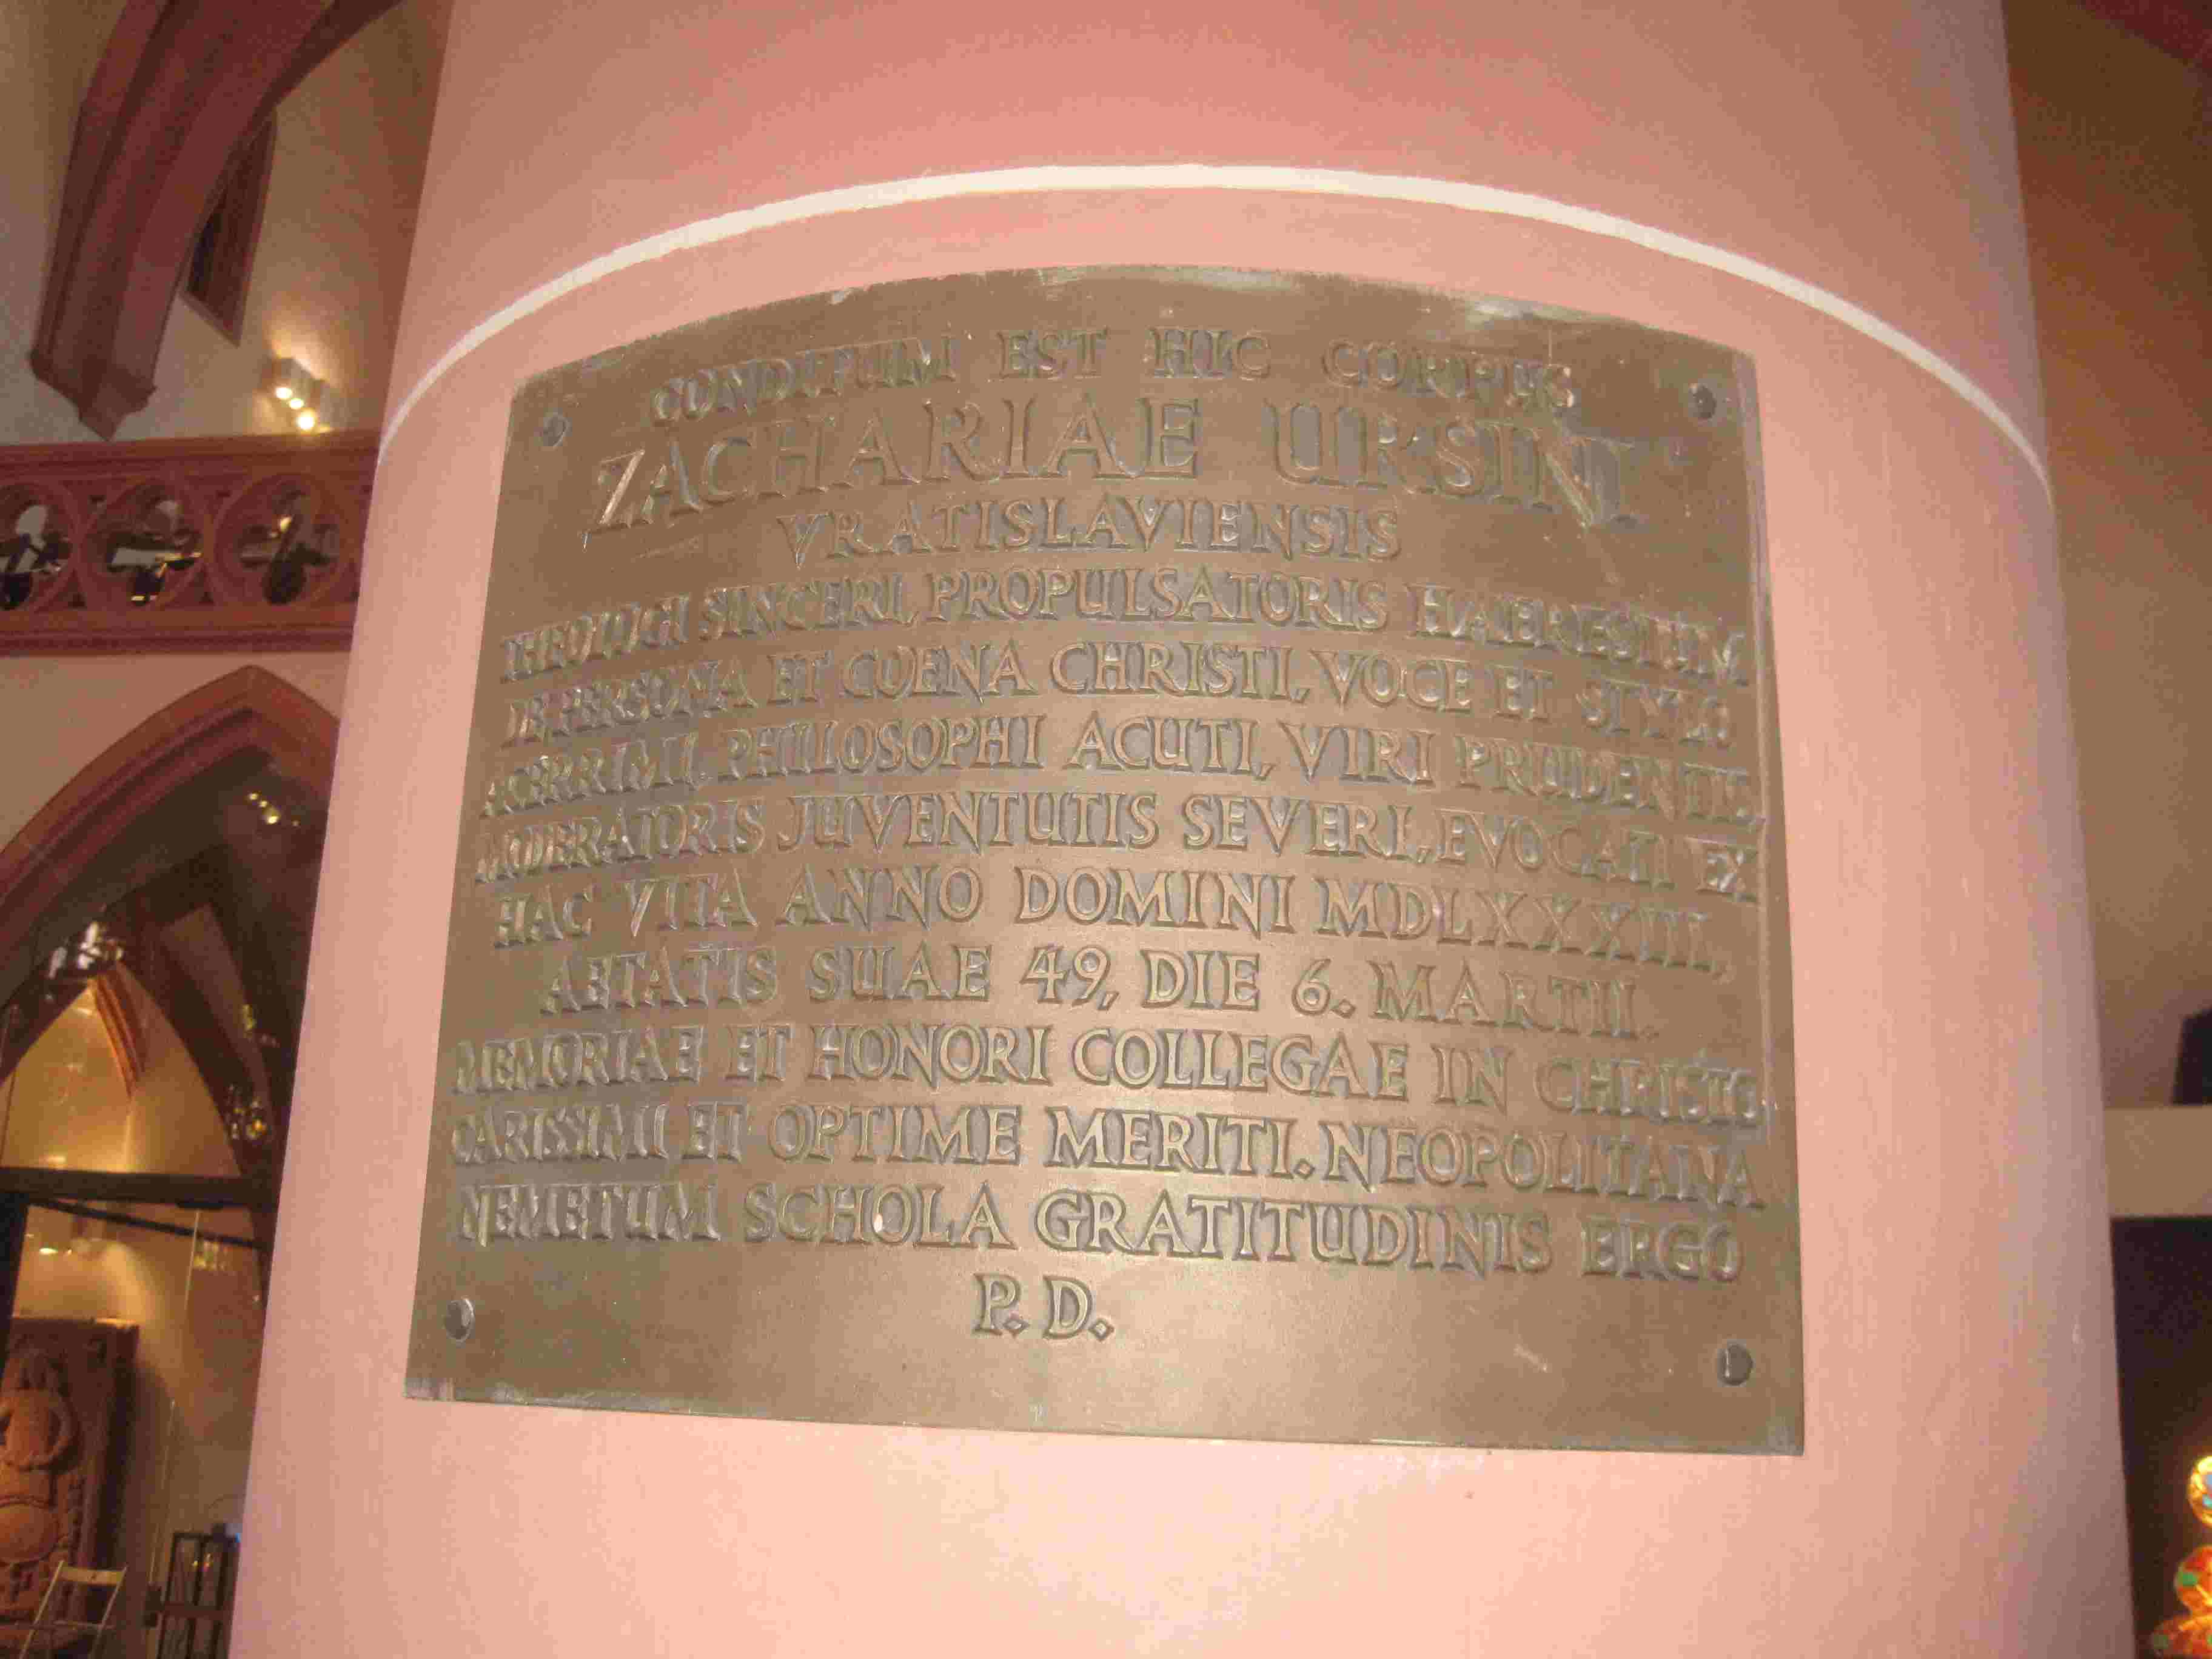 CONDITUM EST HIC CORPUS
ZACHARIAE URSINI
VRATISLAVIENSIS
THEOLOGI SINCERI, PROPULSATORIS HAERESIUM
DE PERSONA ET COENA CHRISTI, VOCE ET STYLO
ACERRIMI, PHILOSOPHI ACUTI, VIRI PRUDENTIS,
MODERATORIS JUVENTUTIS SEVERI, EVOCATI EX
HAC VITA ANNO DOMINI MDLXXXIII,
AETATIS SUAE 49, DIE 6. MARTII.
MEMORIAE ET HONORI COLLEGAE IN CHRISTO
CARISSIMI ET OPTIME MERITI. NEOPOLITANA
NEMETUM SCHOLA GRATITUDINIS ERGO
P. D.